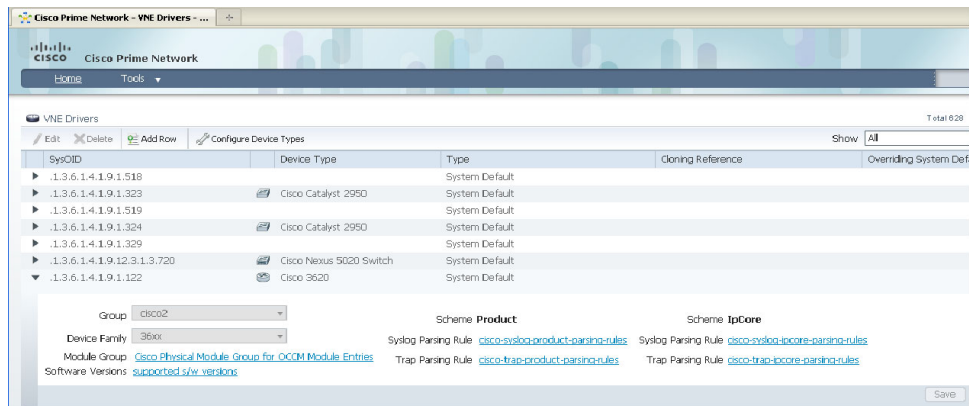 Cisco Prime Network - VNE Drivers - ...
CISCO Cisco Prime Network
Home Tools
VNE Drivers Total 628
Edit Delete Add Row Configure Device Types Show All
SysOID Device Type Type Cloning Reference Overriding System Def
.1.3.6.1.4.1.9.1.518 System Default
.1.3.6.1.4.1.9.1.323 Cisco Catalyst 2950 System Default
.1.3.6.1.4.1.9.1.519 System Default
.1.3.6.1.4.1.9.1.324 Cisco Catalyst 2950 System Default
.1.3.6.1.4.1.9.1.329 System Default
.1.3.6.1.4.1.9.12.3.1.3.720 Cisco Nexus 5020 Switch System Default
.1.3.6.1.4.1.9.1.122 Cisco 3620 System Default
Group cisco2 Scheme Product Scheme IpCore
Device Family 36xx Syslog Parsing Rule cisco-syslog-product-parsing-rules Syslog Parsing Rule cisco-syslog-ipcore-parsing-rules
Module Group Cisco Physical Module Group for OCCM Module Entries Trap Parsing Rule cisco-trap-product-parsing-rules Trap Parsing Rule cisco-trap-ipcore-parsing-rules
Software Versions supported s/w versions
Save